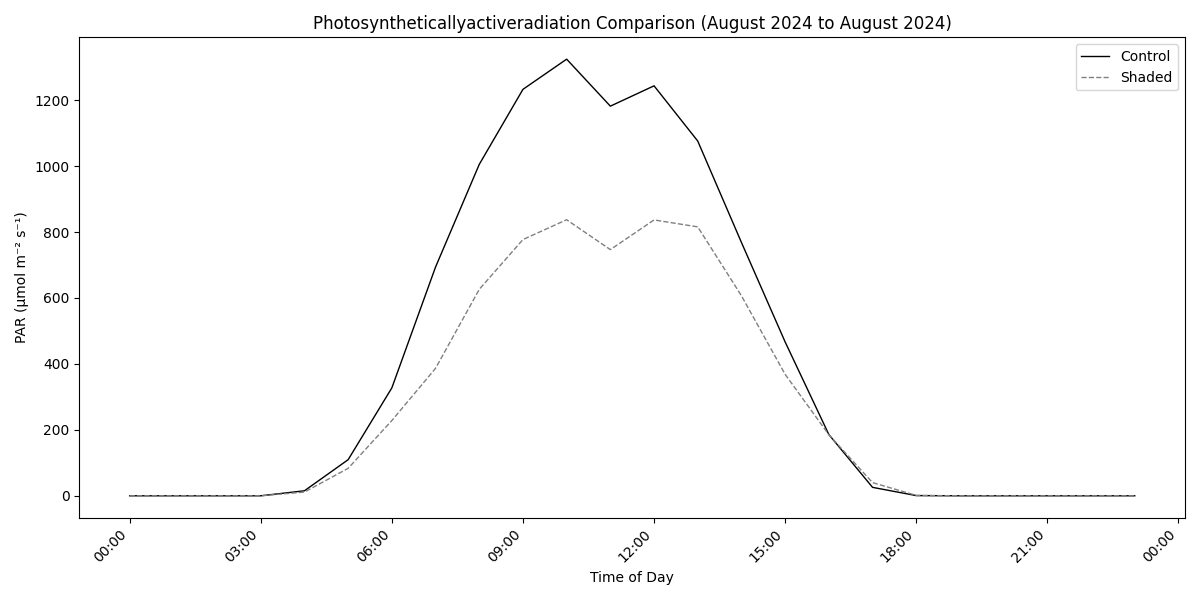 Photosyntheticallyactiveradiation Comparison (August 2024 to August 2024)
Control
Shaded
PAR (μmol m⁻² s⁻¹)
1200
1000
800
600
400
200
0
00:00 03:00 06:00 09:00 12:00 15:00 18:00 21:00 00:00
Time of Day